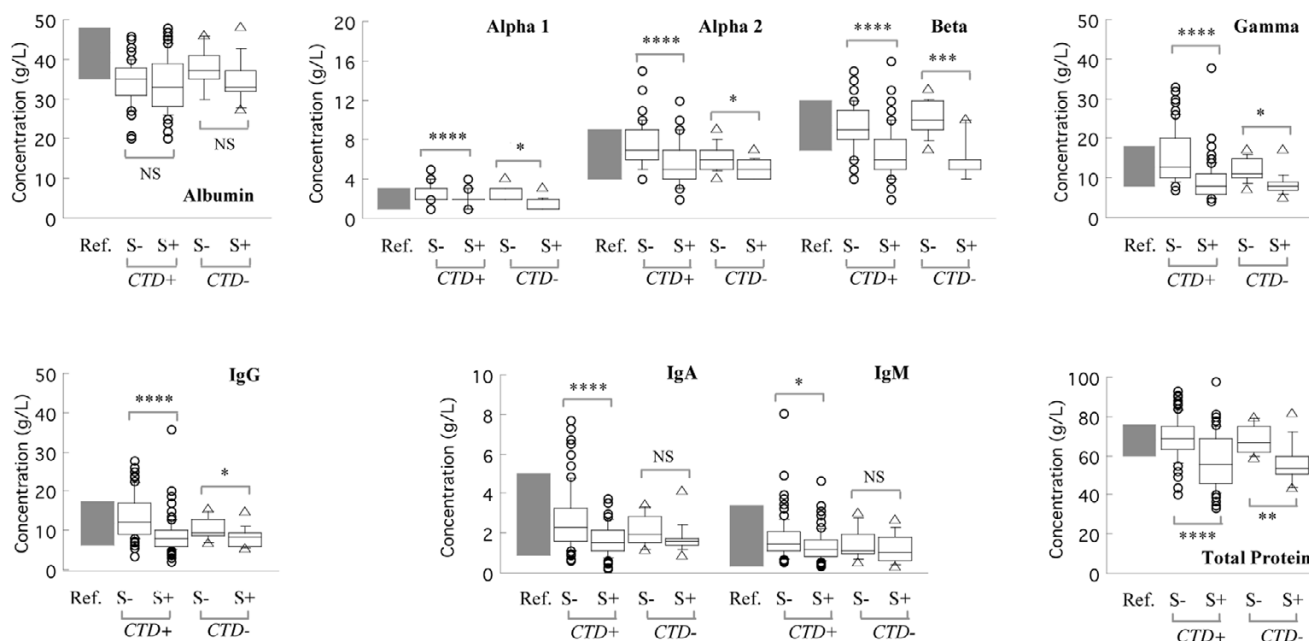 Albumin
Concentration (g/L)
50
40
30
20
10
0
NS
NS
Ref. S- S+ S- S+
CTD+ CTD-
Alpha 1 Alpha 2 Beta
Concentration (g/L)
20
16
12
8
4
0
**** * **** * **** ***
Ref. S- S+ S- S+
CTD+ CTD-
Ref. S- S+ S- S+
CTD+ CTD-
Ref. S- S+ S- S+
CTD+ CTD-
Gamma
Concentration (g/L)
50
40
30
20
10
0
**** *
Ref. S- S+ S- S+
CTD+ CTD-
IgG
Concentration (g/L)
50
40
30
20
10
0
**** *
Ref. S- S+ S- S+
CTD+ CTD-
IgA IgM
Concentration (g/L)
10
8
6
4
2
0
**** NS * NS
Ref. S- S+ S- S+
CTD+ CTD-
Ref. S- S+ S- S+
CTD+ CTD-
Concentration (g/L)
100
80
60
40
20
0
**** **
Total Protein
Ref. S- S+ S- S+
CTD+ CTD-